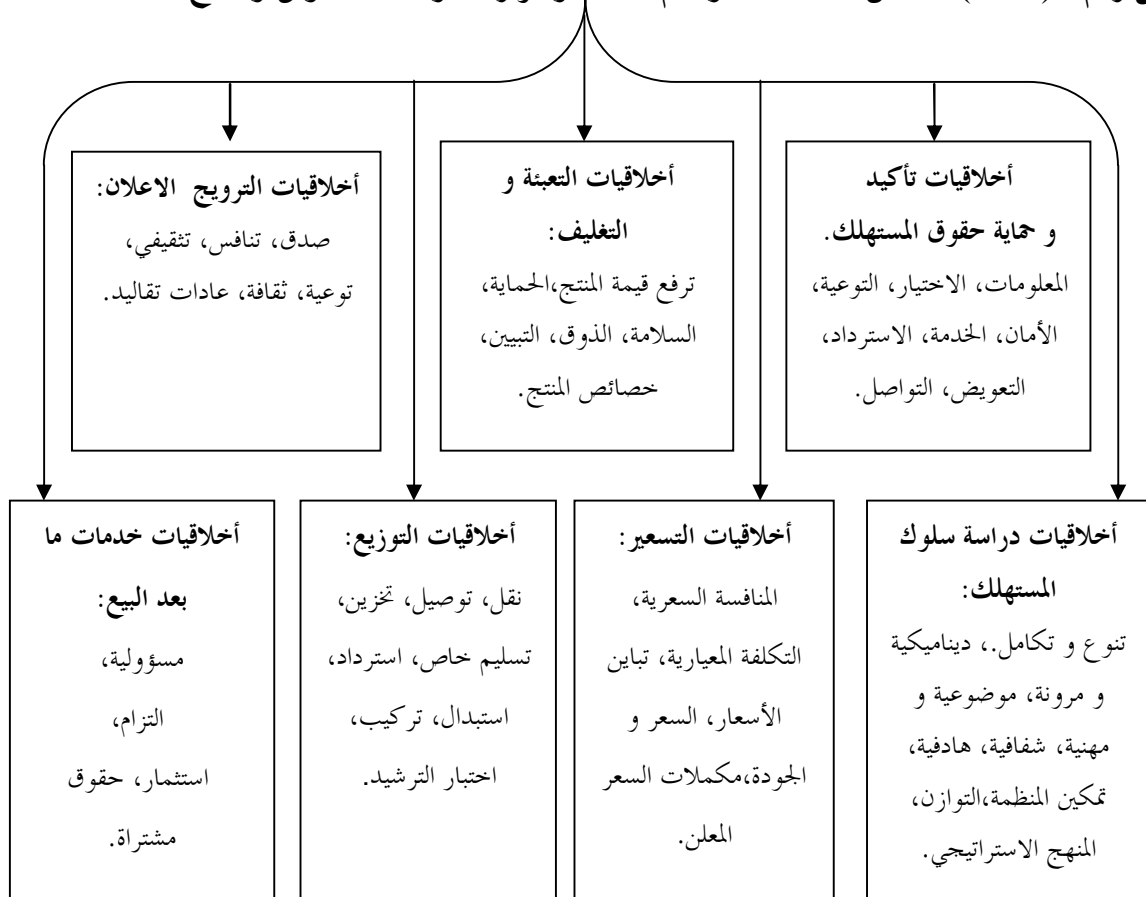 أخلاقيات تأكيد
و حماية حقوق المستهلك.
المعلومات، الاختيار، التوعية،
الأمان، الخدمة، الاسترداد،
التعويض، التواصل.
أخلاقيات التعبئة و
التغليف:
ترفع قيمة المنتج،الحماية،
السلامة، الذوق، التبيين،
خصائص المنتج.
أخلاقيات الترويج الاعلان:
صدق، تنافس، تثقيفي،
توعية، ثقافة، عادات تقاليد.
أخلاقيات دراسة سلوك
المستهلك:
تنوع و تكامل.، ديناميكية
و مرونة، موضوعية و
مهنية، شفافية، هادفية،
تمكين المنظمة،التوازن،
المنهج الاستراتيجي.
أخلاقيات التسعير:
المنافسة السعرية،
التكلفة المعيارية، تباين
الأسعار، السعر و
الجودة،مكملات السعر
المعلن.
أخلاقيات التوزيع:
نقل، توصيل، تخزين،
تسليم خاص، استرداد،
استبدال، تركيب،
اختبار الترشيد.
أخلاقيات خدمات ما
بعد البيع:
مسؤولية،
التزام،
استثمار، حقوق
مشتراة.